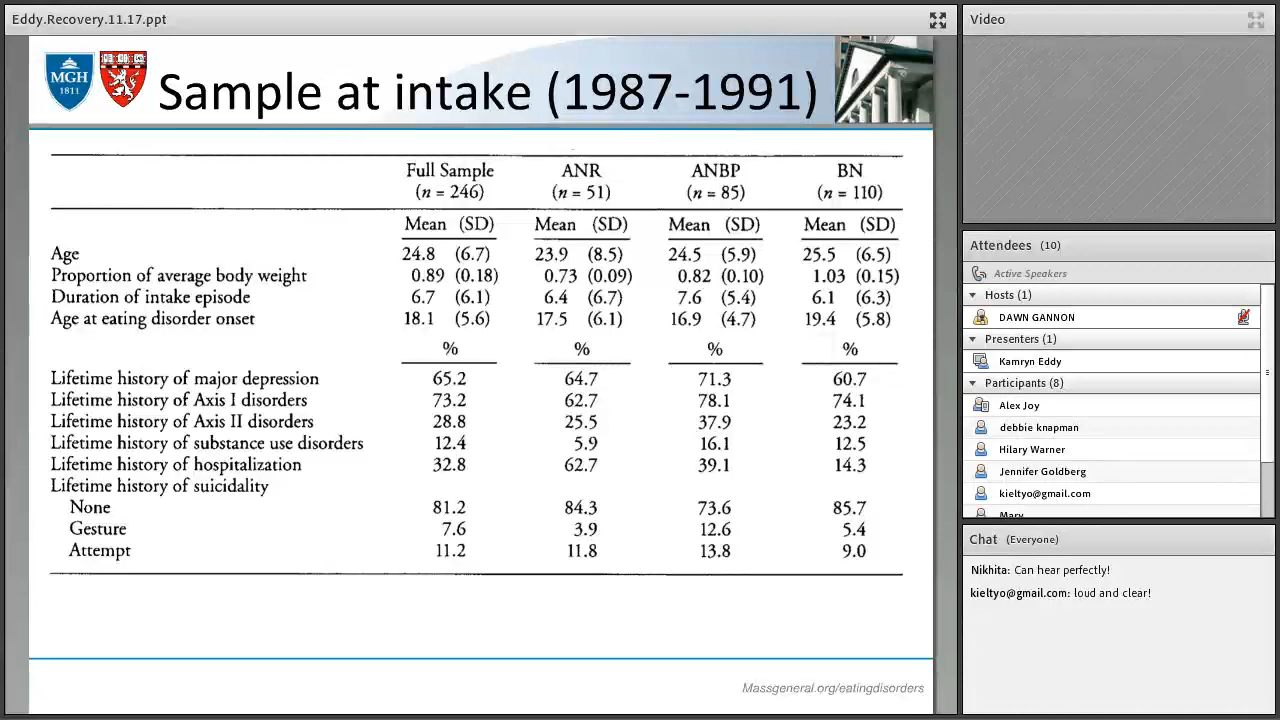 Eddy.Recovery.11.17.ppt
MGH
1811
Sample at intake (1987-1991)
Full Sample ANR ANBP BN
(n = 246) (n = 51) (n = 85) (n = 110)
Mean (SD) Mean (SD) Mean (SD) Mean (SD)
Age 24.8 (6.7) 23.9 (8.5) 24.5 (5.9) 25.5 (6.5)
Proportion of average body weight 0.89 (0.18) 0.73 (0.09) 0.82 (0.10) 1.03 (0.15)
Duration of intake episode 6.7 (6.1) 6.4 (6.7) 7.6 (5.4) 6.1 (6.3)
Age at eating disorder onset 18.1 (5.6) 17.5 (6.1) 16.9 (4.7) 19.4 (5.8)
% % % %
Lifetime history of major depression 65.2 64.7 71.3 60.7
Lifetime history of Axis I disorders 73.2 62.7 78.1 74.1
Lifetime history of Axis II disorders 28.8 25.5 37.9 23.2
Lifetime history of substance use disorders 12.4 5.9 16.1 12.5
Lifetime history of hospitalization 32.8 62.7 39.1 14.3
Lifetime history of suicidality
None 81.2 84.3 73.6 85.7
Gesture 7.6 3.9 12.6 5.4
Attempt 11.2 11.8 13.8 9.0
Massgeneral.org/eatingdisorders
Video
Attendees (10)
Active Speakers
Hosts (1)
DAWN GANNON
Presenters (1)
Kamryn Eddy
Participants (8)
Alex Joy
debbie knapman
Hilary Warner
Jennifer Goldberg
kieltyo@gmail.com
Mary
Chat (Everyone)
Nikhita: Can hear perfectly!
kieltyo@gmail.com: loud and clear!